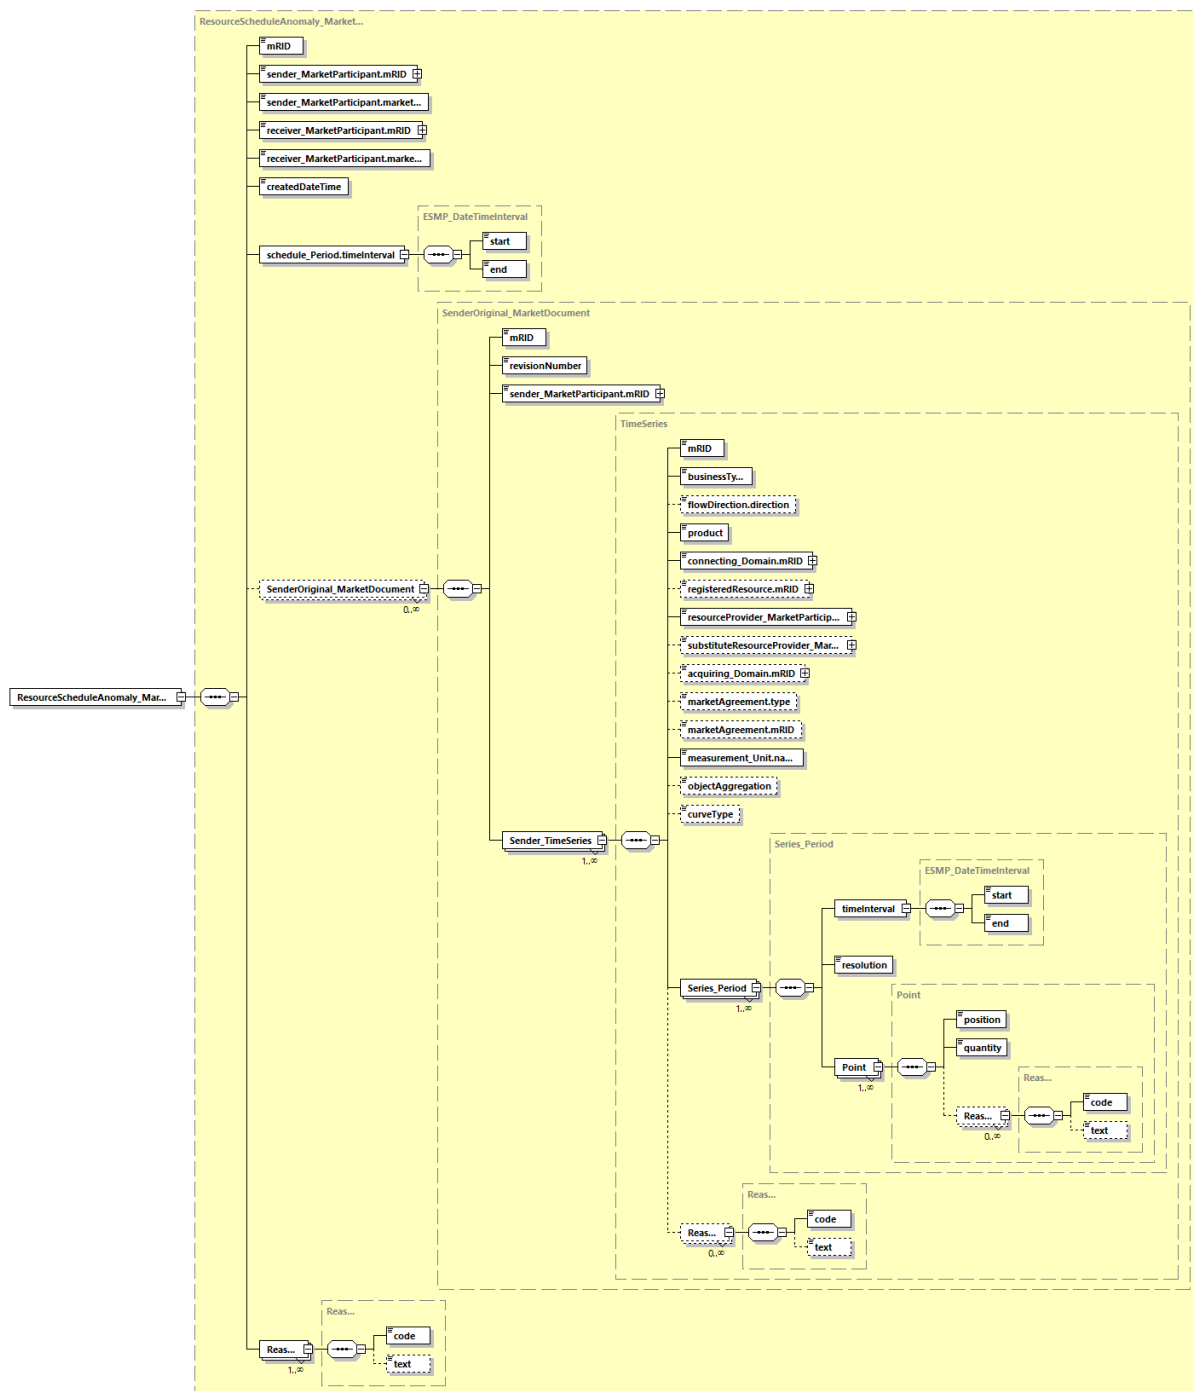 ResourceScheduleAnomaly_Market...
mRID
sender_MarketParticipant.mRID
sender_MarketParticipant.market...
receiver_MarketParticipant.mRID
receiver_MarketParticipant.marke...
createdDateTime
ESMP_DateTimeInterval
start
schedule_Period.timeInterval
end
SenderOriginal_MarketDocument
mRID
revisionNumber
sender_MarketParticipant.mRID
TimeSeries
mRID
businessTy...
flowDirection.direction
product
connecting_Domain.mRID
SenderOriginal_MarketDocument
0..∞
registeredResource.mRID
resourceProvider_MarketParticip...
substituteResourceProvider_Mar...
acquiring_Domain.mRID
ResourceScheduleAnomaly_Mar...
marketAgreement.type
marketAgreement.mRID
measurement_Unit.na...
objectAggregation
curveType
Sender_TimeSeries
1..∞
Series_Period
ESMP_DateTimeInterval
start
timeInterval
end
resolution
Series_Period
1..∞
Point
position
quantity
Point
1..∞
Reas...
code
Reas...
0..∞
text
Reas...
code
Reas...
0..∞
text
Reas...
code
Reas...
1..∞
text